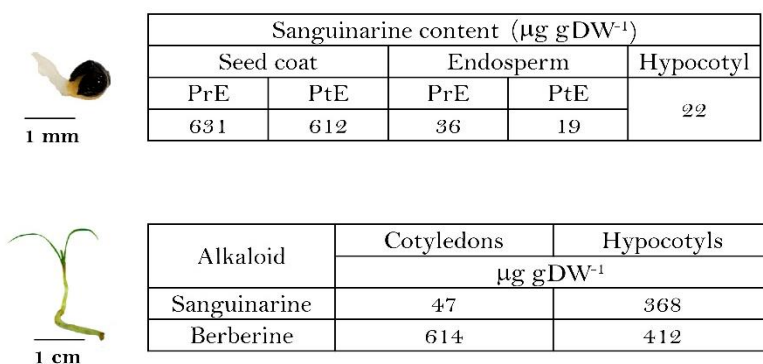 Sanguinarine content (μg gDW⁻¹)
Seed coat Endosperm Hypocotyl
PrE PtE PrE PtE
22
631 612 36 19
1 mm
Alkaloid Cotyledons Hypocotyls
μg gDW⁻¹
Sanguinarine 47 368
Berberine 614 412
1 cm